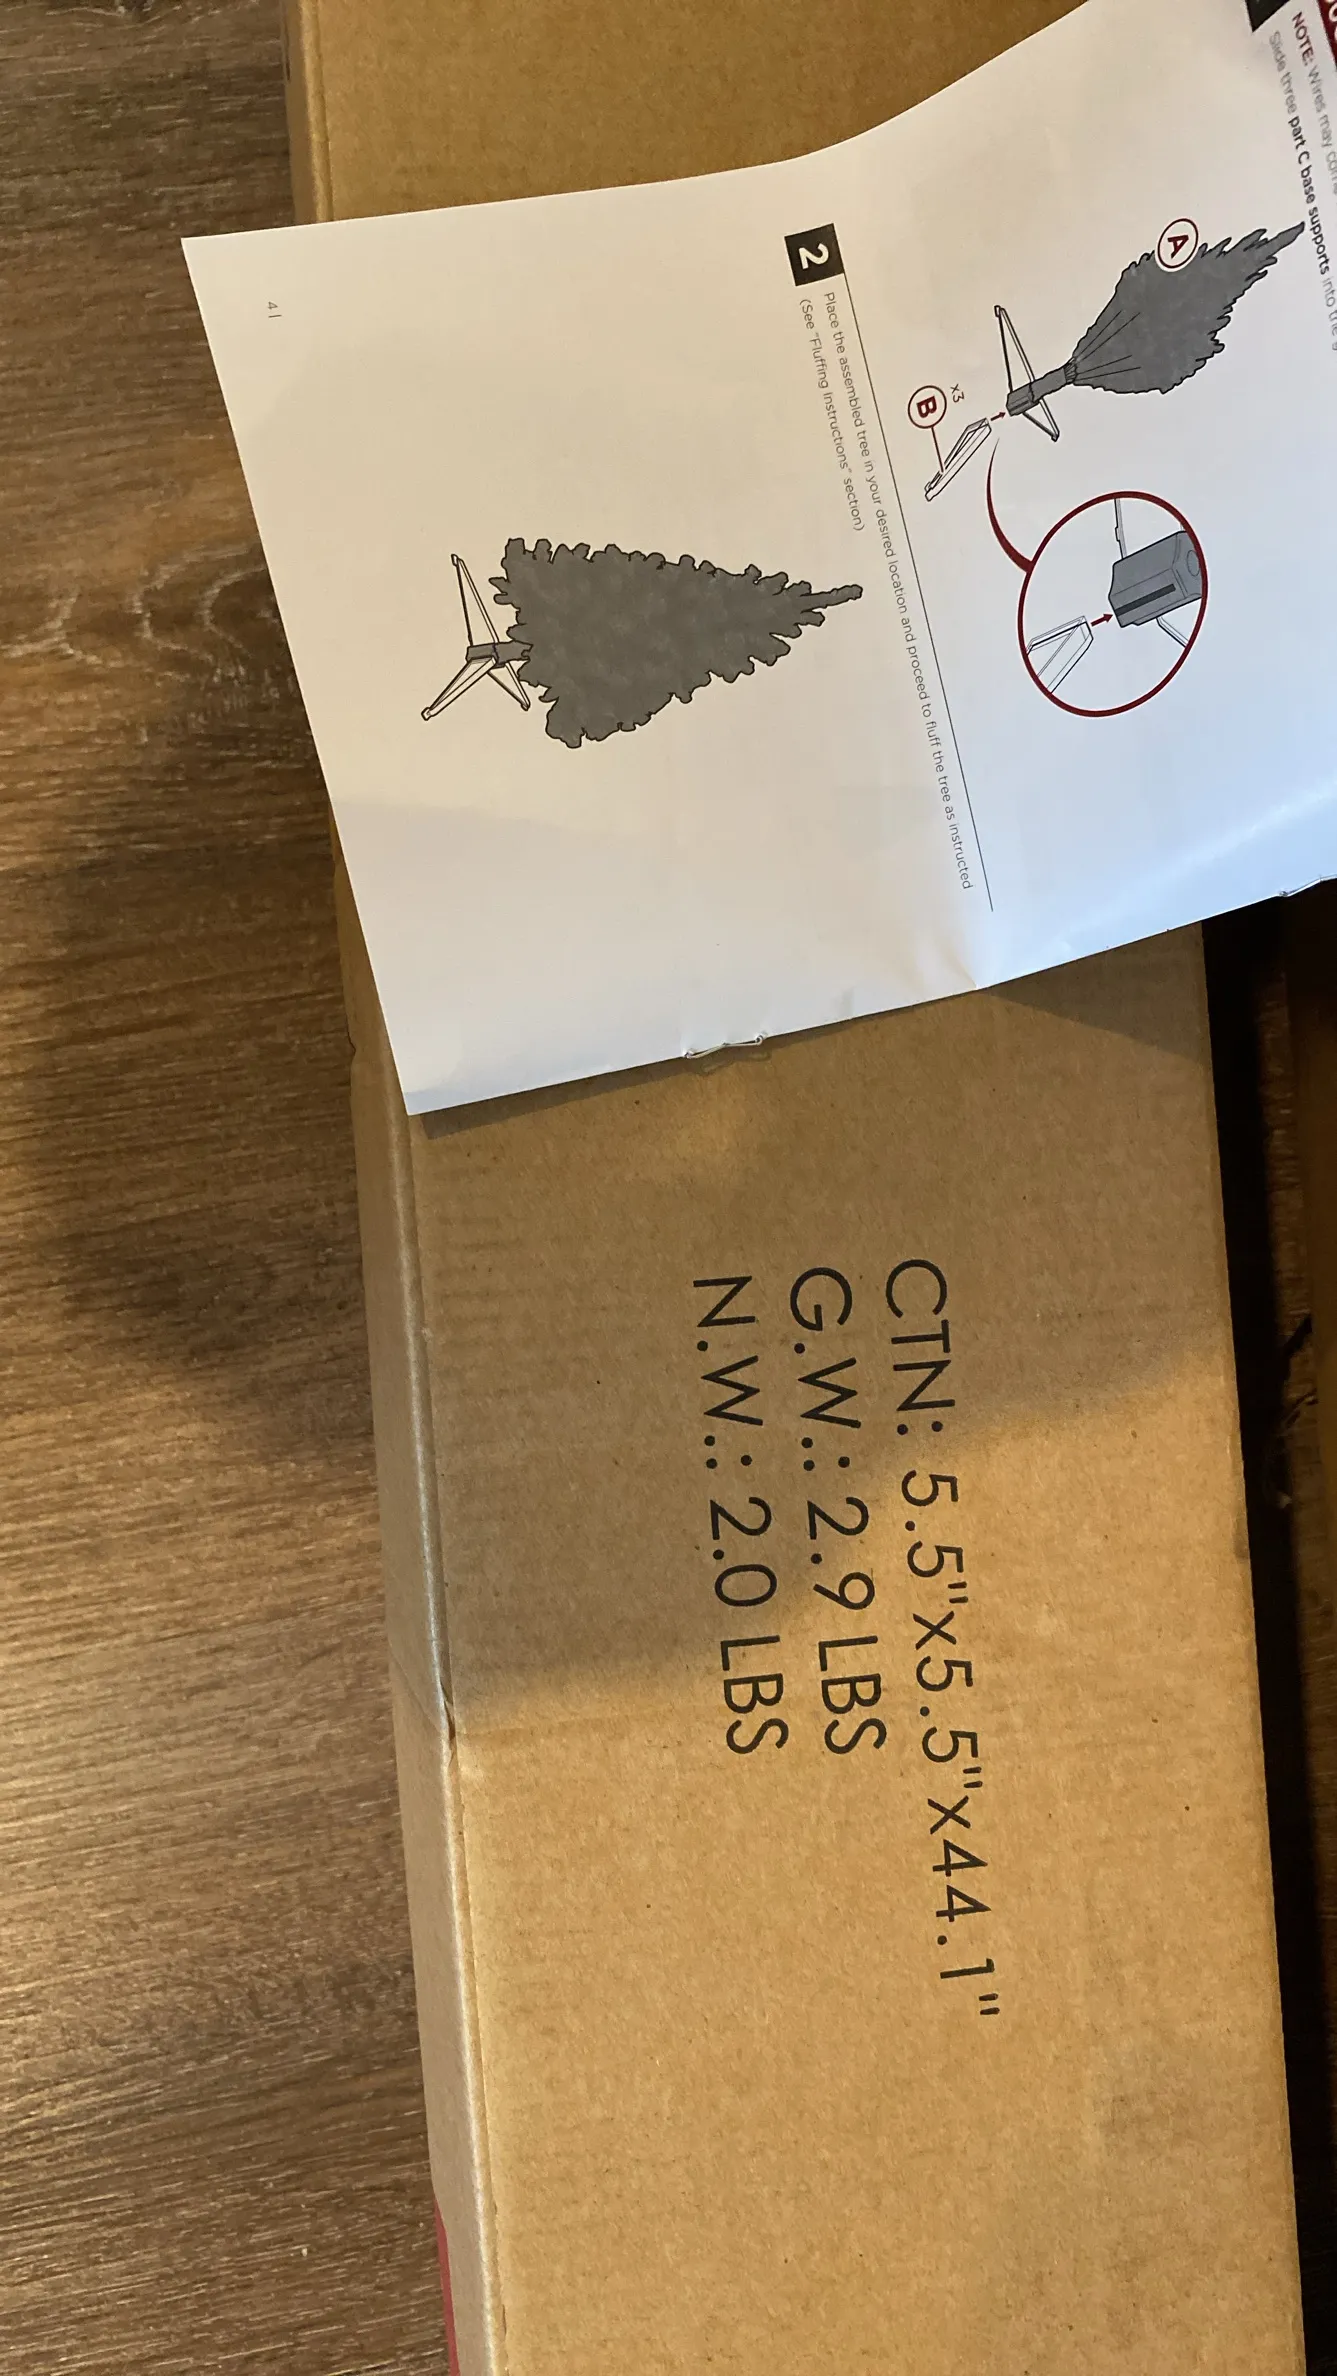 NOTE: Wires may com
Slide three part C base supports into the g
A
x3
B
2
Place the assembled tree in your desired location and proceed to fluff the tree as instructed
(See "Fluffing Instructions" section)
4 |
CTN: 5.5"x5.5"x44.1"
G.W.: 2.9 LBS
N.W.: 2.0 LBS